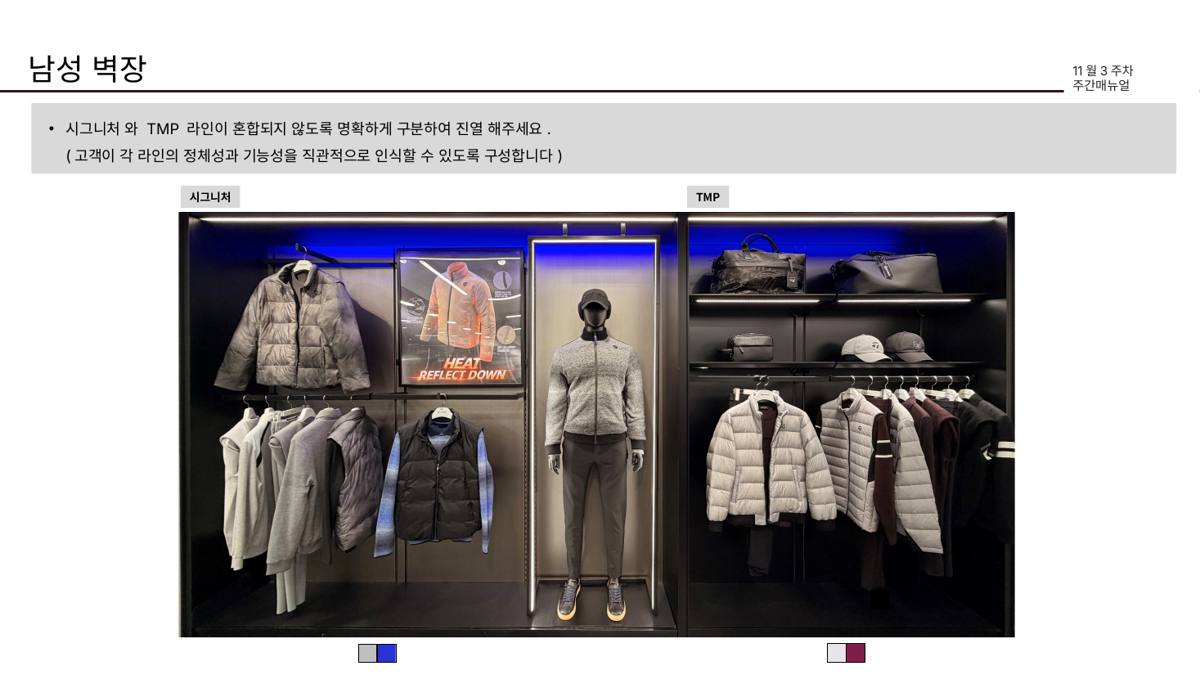 남성 벽장
11 월 3 주차
주간매뉴얼
• 시그니처 와 TMP 라인이 혼합되지 않도록 명확하게 구분하여 진열 해주세요 .
( 고객이 각 라인의 정체성과 기능성을 직관적으로 인식할 수 있도록 구성합니다 )
시그니처
TMP
HEAT
REFLECT DOWN